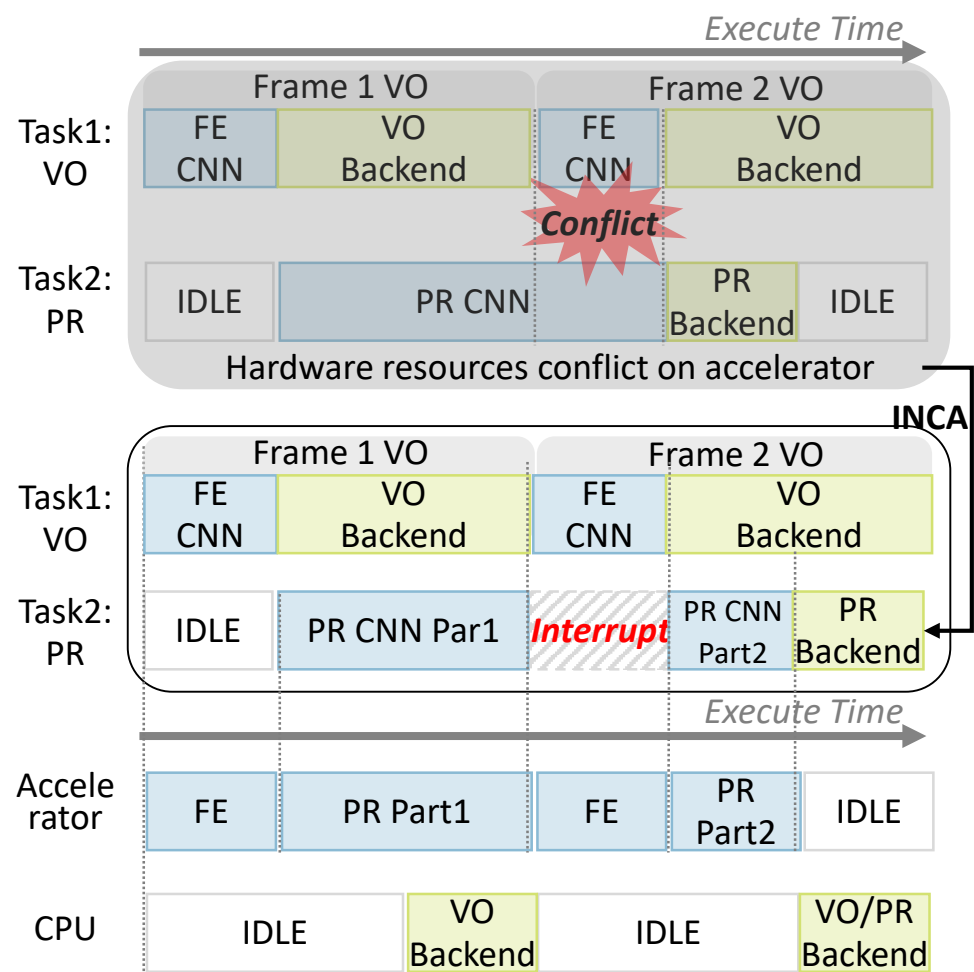 Execute Time
Frame 1 VO
Frame 2 VO
Task1:
VO
FE
CNN
VO
Backend
FE
CNN
VO
Backend
Conflict
Task2:
PR
IDLE
PR CNN
PR
Backend
IDLE
Hardware resources conflict on accelerator
INCA
Frame 1 VO
Frame 2 VO
Task1:
VO
FE
CNN
VO
Backend
FE
CNN
VO
Backend
Task2:
PR
IDLE
PR CNN Par1
Interrupt
PR CNN
Part2
PR
Backend
Execute Time
Accele
rator
FE
PR Part1
FE
PR
Part2
IDLE
CPU
IDLE
VO
Backend
IDLE
VO/PR
Backend